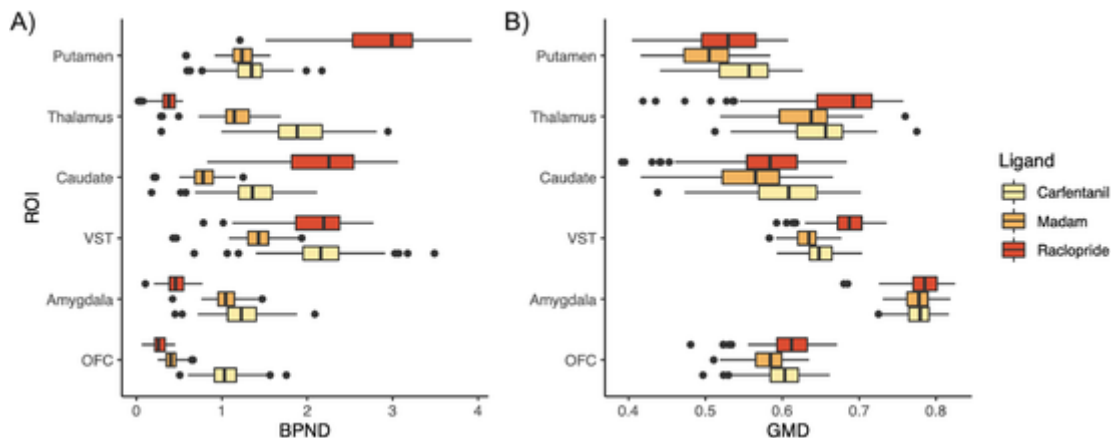 A)
ROI
Putamen
Thalamus
Caudate
VST
Amygdala
OFC
0 1 2 3 4
BPND
B)
Putamen
Thalamus
Caudate
VST
Amygdala
OFC
0.4 0.5 0.6 0.7 0.8
GMD
Ligand
Carfentanil
Madam
Raclopride